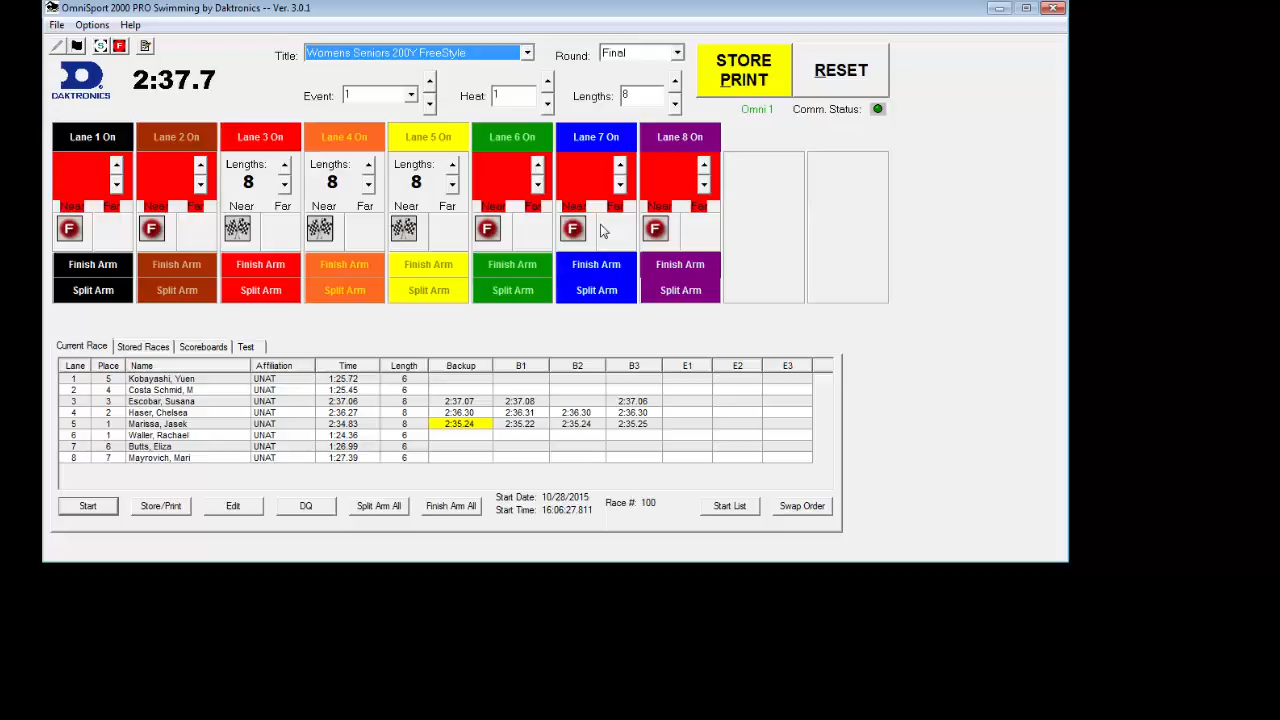 OmniSport 2000 PRO Swimming by Daktronics -- Ver. 3.0.1
File Options Help
Title: Womens Seniors 200Y FreeStyle Round: Final
STORE PRINT
RESET
DAKTRONICS
2:37.7
Event: 1 Heat: 1 Lengths: 8
Omni 1 Comm. Status:
Lane 1 On Lane 2 On Lane 3 On Lane 4 On Lane 5 On Lane 6 On Lane 7 On Lane 8 On
Lengths: Lengths: Lengths:
8 8 8
Near Far Near Far Near Far Near Far Near Far Near Far Near Far Near Far
F F F F F
Finish Arm Finish Arm Finish Arm Finish Arm Finish Arm Finish Arm Finish Arm Finish Arm
Split Arm Split Arm Split Arm Split Arm Split Arm Split Arm Split Arm Split Arm
Current Race Stored Races Scoreboards Test
Lane Place Name Affiliation Time Length Backup B1 B2 B3 E1 E2 E3
1 5 Kobayashi, Yuen UNAT 1:25.72 6
2 4 Costa Schmid, M UNAT 1:25.45 6
3 3 Escobar, Susana UNAT 2:37.06 8 2:37.07 2:37.08 2:37.06
4 2 Haser, Chelsea UNAT 2:36.27 8 2:36.30 2:36.31 2:36.30 2:36.30
5 1 Marissa, Jasek UNAT 2:34.83 8 2:35.24 2:35.22 2:35.24 2:35.25
6 1 Waller, Rachael UNAT 1:24.36 6
7 6 Butts, Eliza UNAT 1:26.99 6
8 7 Mayrovich, Mari UNAT 1:27.39 6
Start Store/Print Edit DQ Split Arm All Finish Arm All
Start Date: 10/28/2015
Start Time: 16:06:27.811
Race #: 100
Start List Swap Order